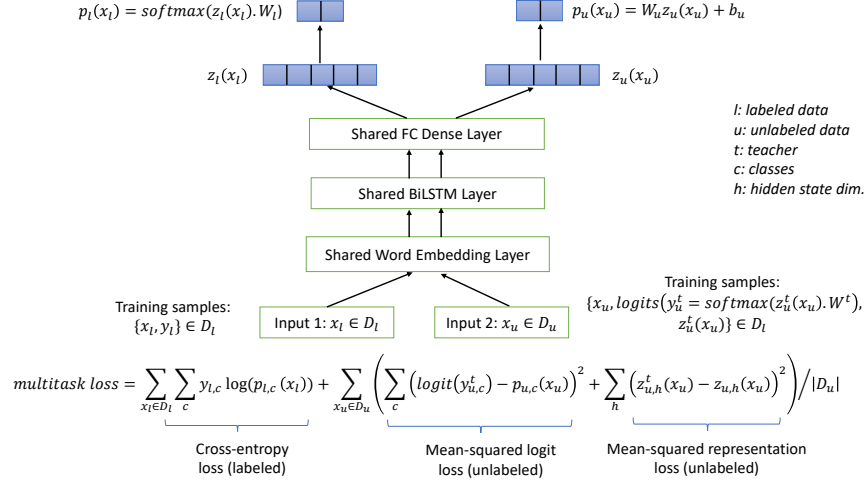 p_l(x_l) = softmax(z_l(x_l).W_l)
p_u(x_u) = W_u z_u(x_u) + b_u
z_l(x_l)
z_u(x_u)
l: labeled data
u: unlabeled data
t: teacher
c: classes
h: hidden state dim.
Shared FC Dense Layer
Shared BiLSTM Layer
Shared Word Embedding Layer
Training samples:
{x_l, y_l} ∈ D_l
Input 1: x_l ∈ D_l
Input 2: x_u ∈ D_u
Training samples:
{x_u, logits(y_u^t = softmax(z_u^t(x_u).W^t),
z_u^t(x_u)} ∈ D_l
multitask loss = ∑_{x_l∈D_l} ∑_c y_{l,c} log(p_{l,c}(x_l)) + ∑_{x_u∈D_u} (∑_c (logit(y_{u,c}^t) − p_{u,c}(x_u))^2 + ∑_h (z_{u,h}^t(x_u) − z_{u,h}(x_u))^2) / |D_u|
Cross-entropy
loss (labeled)
Mean-squared logit
loss (unlabeled)
Mean-squared representation
loss (unlabeled)